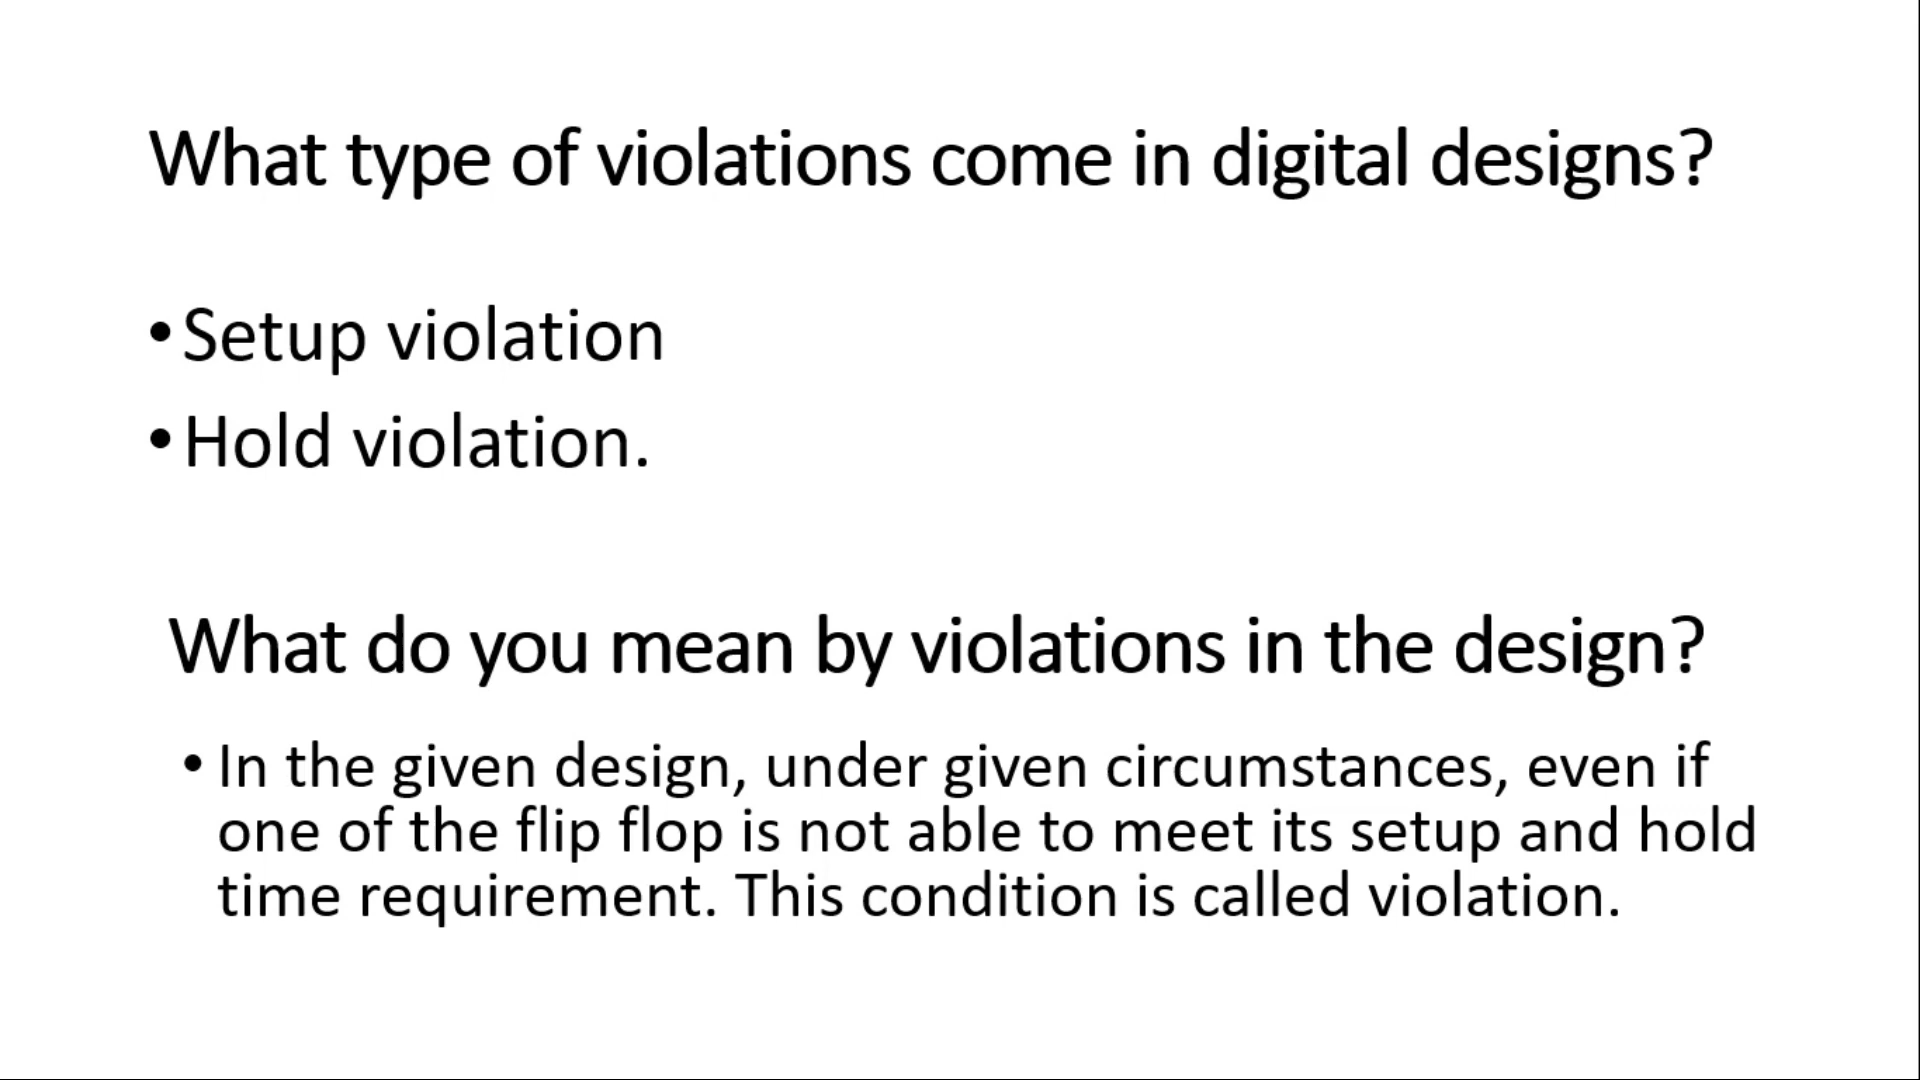 What type of violations come in digital designs?
• Setup violation
• Hold violation.
What do you mean by violations in the design?
• In the given design, under given circumstances, even if
one of the flip flop is not able to meet its setup and hold
time requirement. This condition is called violation.